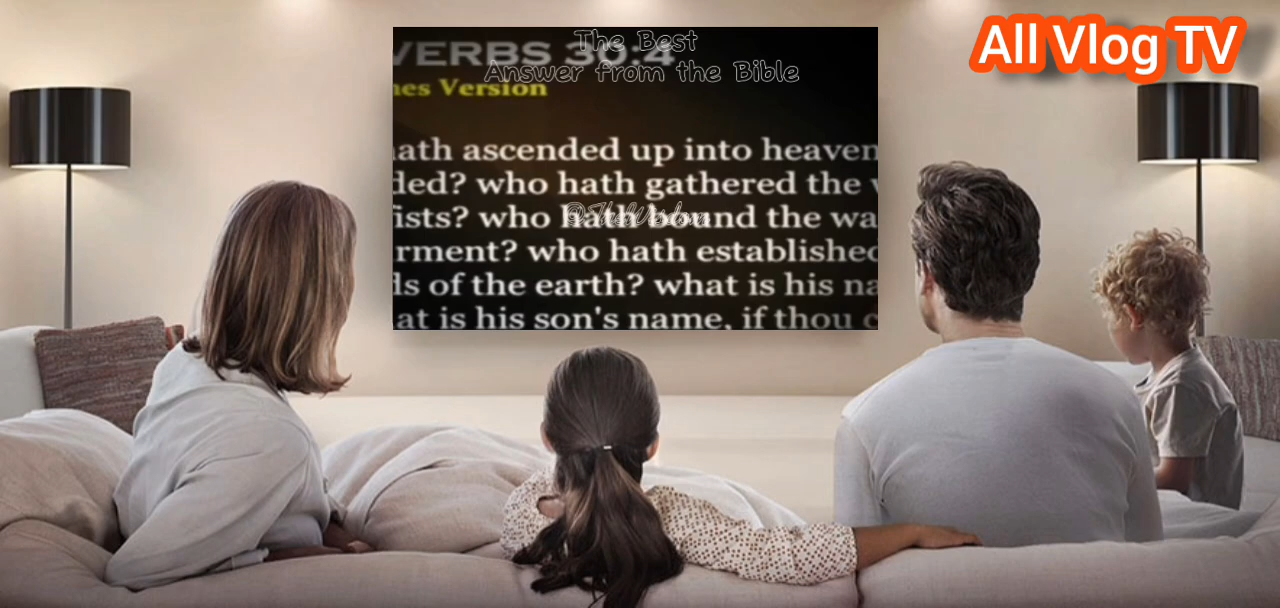 All Vlog TV
The Best
VERBS 30:4
Answer from the Bible
nes Version
ath ascended up into heaven
ded? who hath gathered the
fists? who hath bound the wa
rment? who hath established
ds of the earth? what is his na
at is his son's name, if thou c